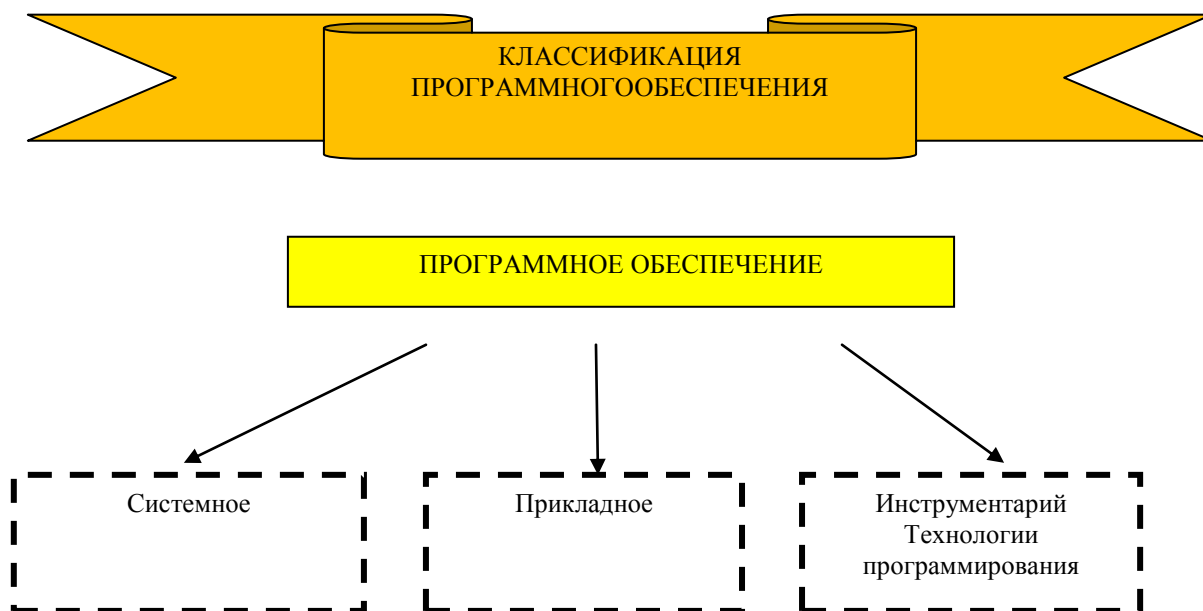 КЛАССИФИКАЦИЯ
ПРОГРАММНОГООБЕСПЕЧЕНИЯ
ПРОГРАММНОЕ ОБЕСПЕЧЕНИЕ
Системное
Прикладное
Инструментарий
Технологии
программирования